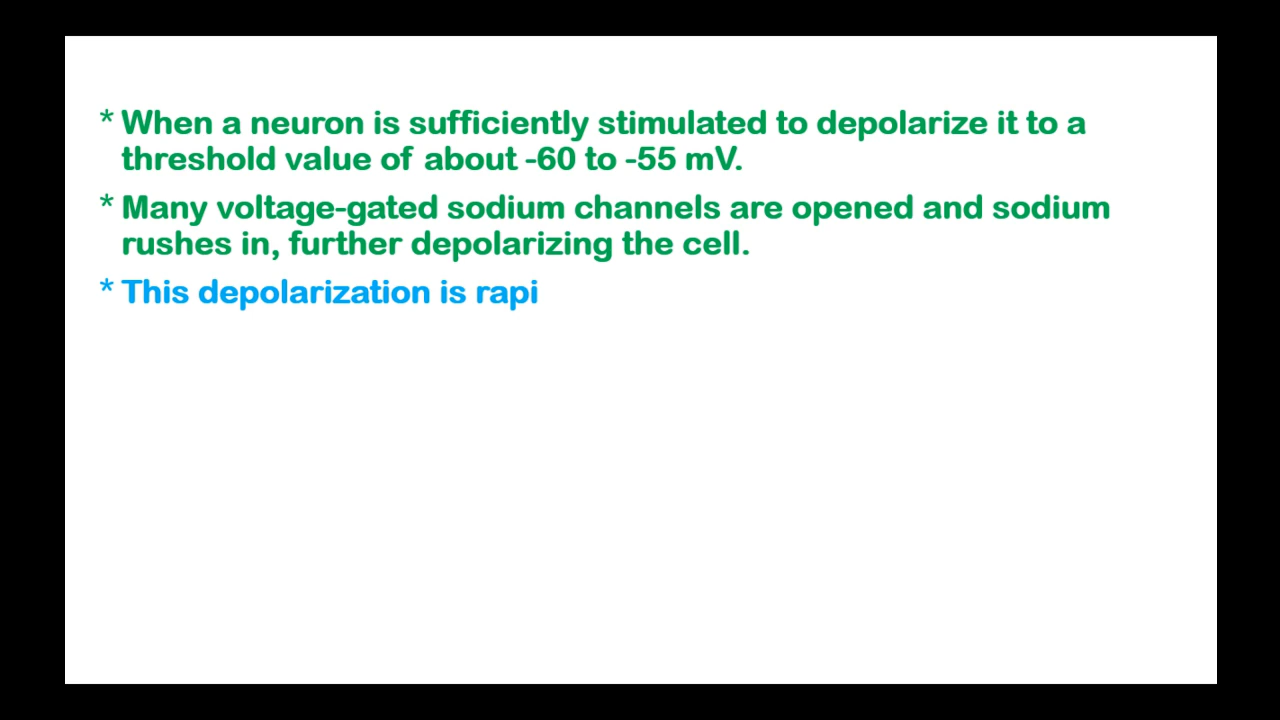 * When a neuron is sufficiently stimulated to depolarize it to a
threshold value of about -60 to -55 mV.
* Many voltage-gated sodium channels are opened and sodium
rushes in, further depolarizing the cell.
* This depolarization is rapi